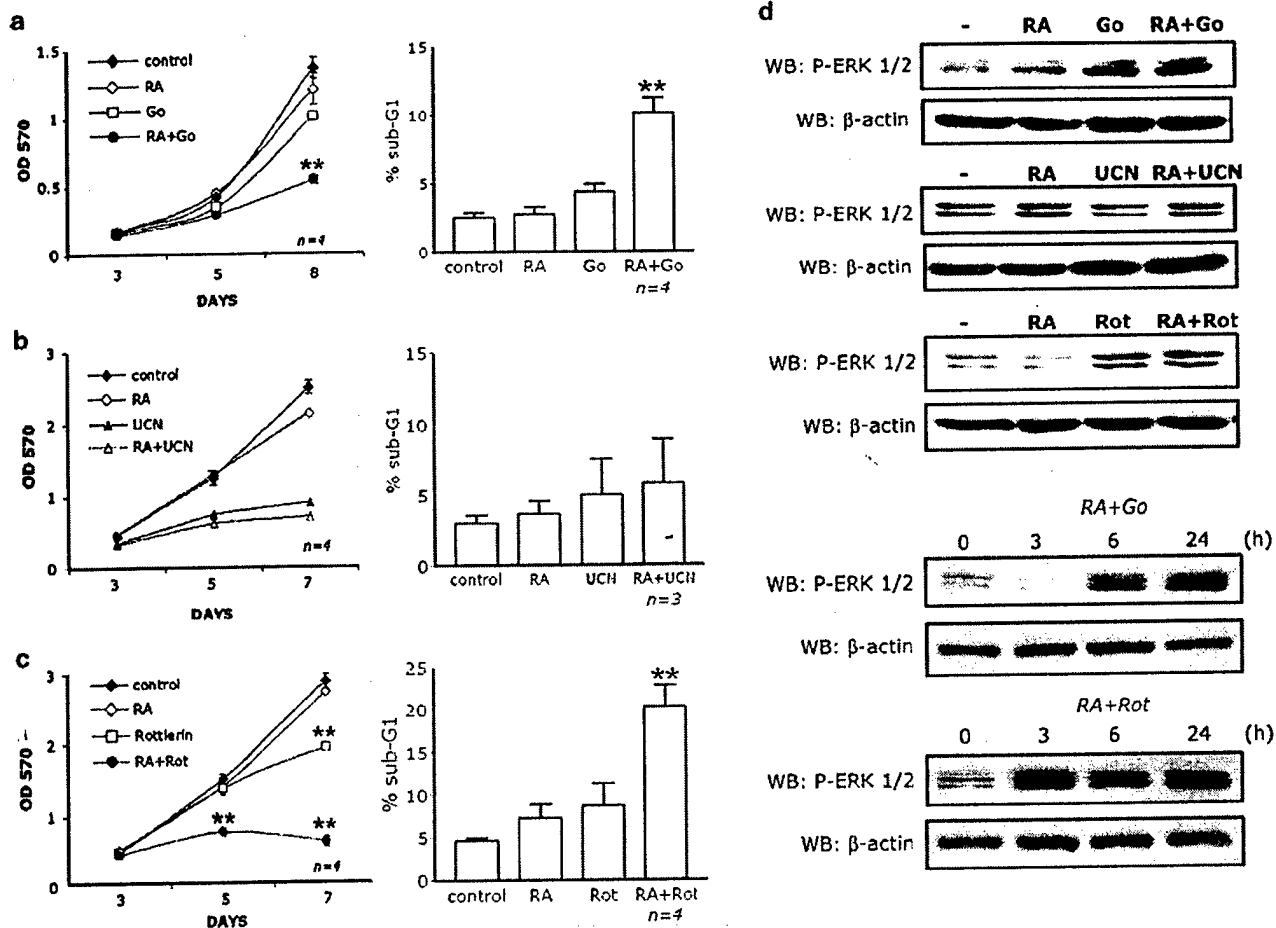 a
1.5
1
0.5
0
OD 570
control
RA
Go
RA+Go
**
n=4
3 5 8
DAYS
15
10
5
0
% sub-G1
**
control RA Go RA+Go
n=4
b
3
2
1
0
OD 570
control
RA
UCN
RA+UCN
n=4
3 5 7
DAYS
15
10
5
0
% sub-G1
control RA UCN RA+UCN
n=3
c
3
2
1
0
OD 570
control
RA
Rottlerin
RA+Rot
**
**
**
n=4
3 5 7
DAYS
25
20
15
10
5
0
% sub-G1
**
control RA Rot RA+Rot
n=4
d
- RA Go RA+Go
WB: P-ERK 1/2
WB: β-actin
- RA UCN RA+UCN
WB: P-ERK 1/2
WB: β-actin
- RA Rot RA+Rot
WB: P-ERK 1/2
WB: β-actin
RA+Go
0 3 6 24 (h)
WB: P-ERK 1/2
WB: β-actin
RA+Rot
0 3 6 24 (h)
WB: P-ERK 1/2
WB: β-actin